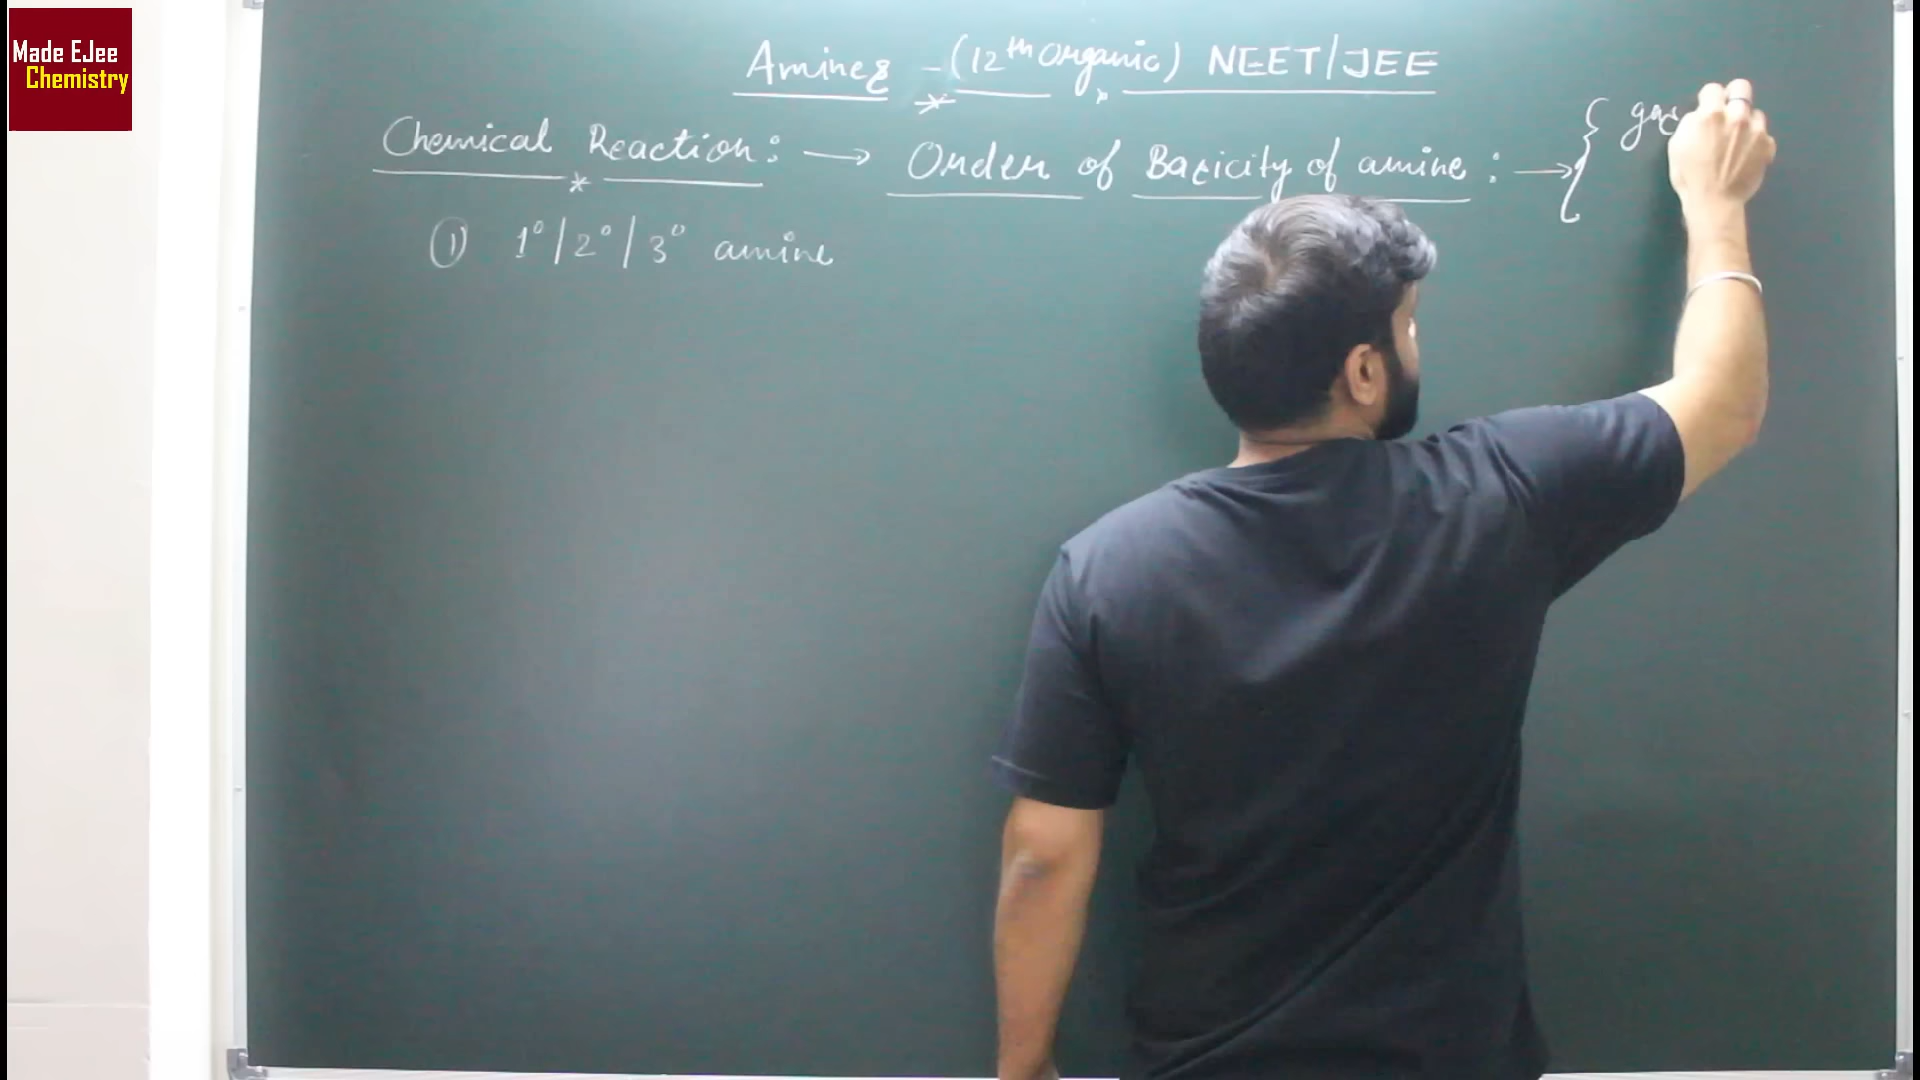 Made EJee
Chemistry
Amines - (12th Organic) NEET/JEE
Chemical Reaction : → Order of Basicity of amine : → {
① 1°/2°/3° amine